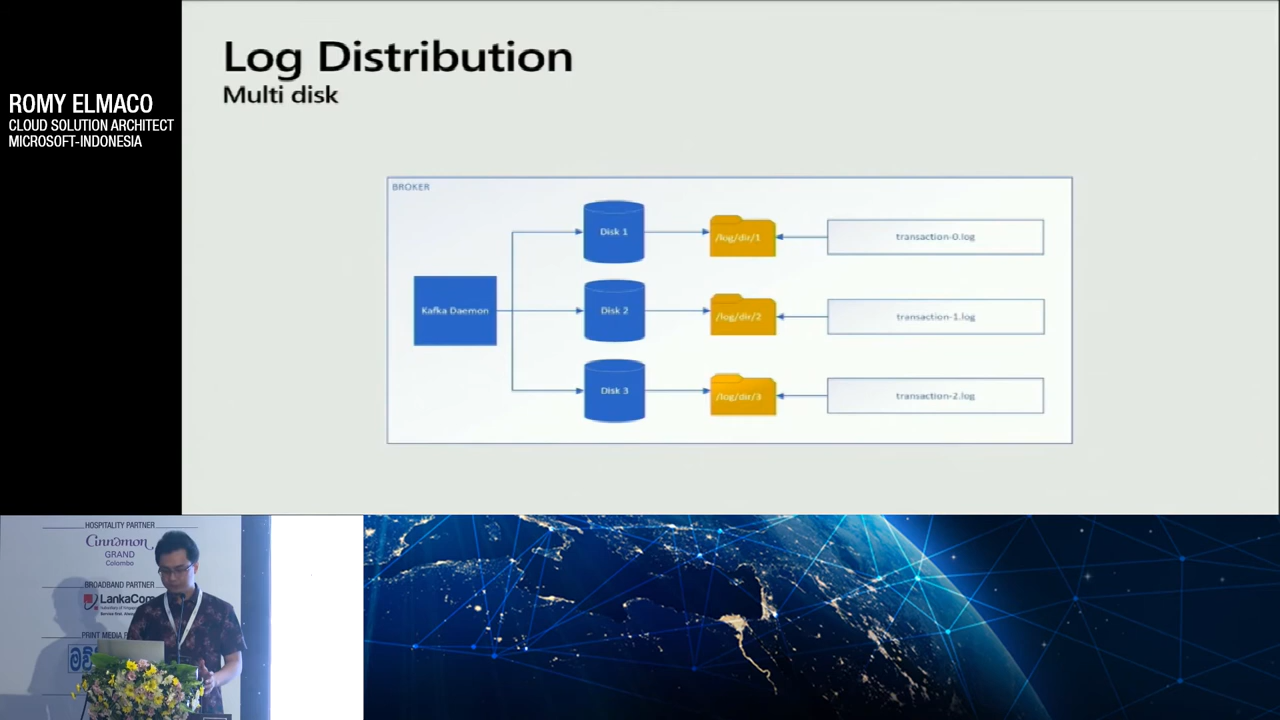 Log Distribution
Multi disk
ROMY ELMACO
CLOUD SOLUTION ARCHITECT
MICROSOFT-INDONESIA
BROKER
Kafka Daemon
Disk 1
/log/dir/1
transaction-0.log
Disk 2
/log/dir/2
transaction-1.log
Disk 3
/log/dir/3
transaction-2.log
HOSPITALITY PARTNER
Cinnamon
GRAND
Colombo
BROADBAND PARTNER
LankaCom
PRINT MEDIA